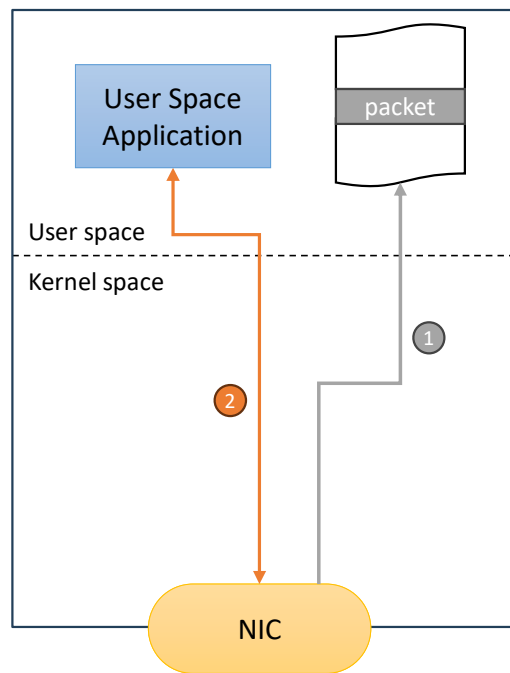 User Space
Application
packet
User space
Kernel space
1
2
NIC